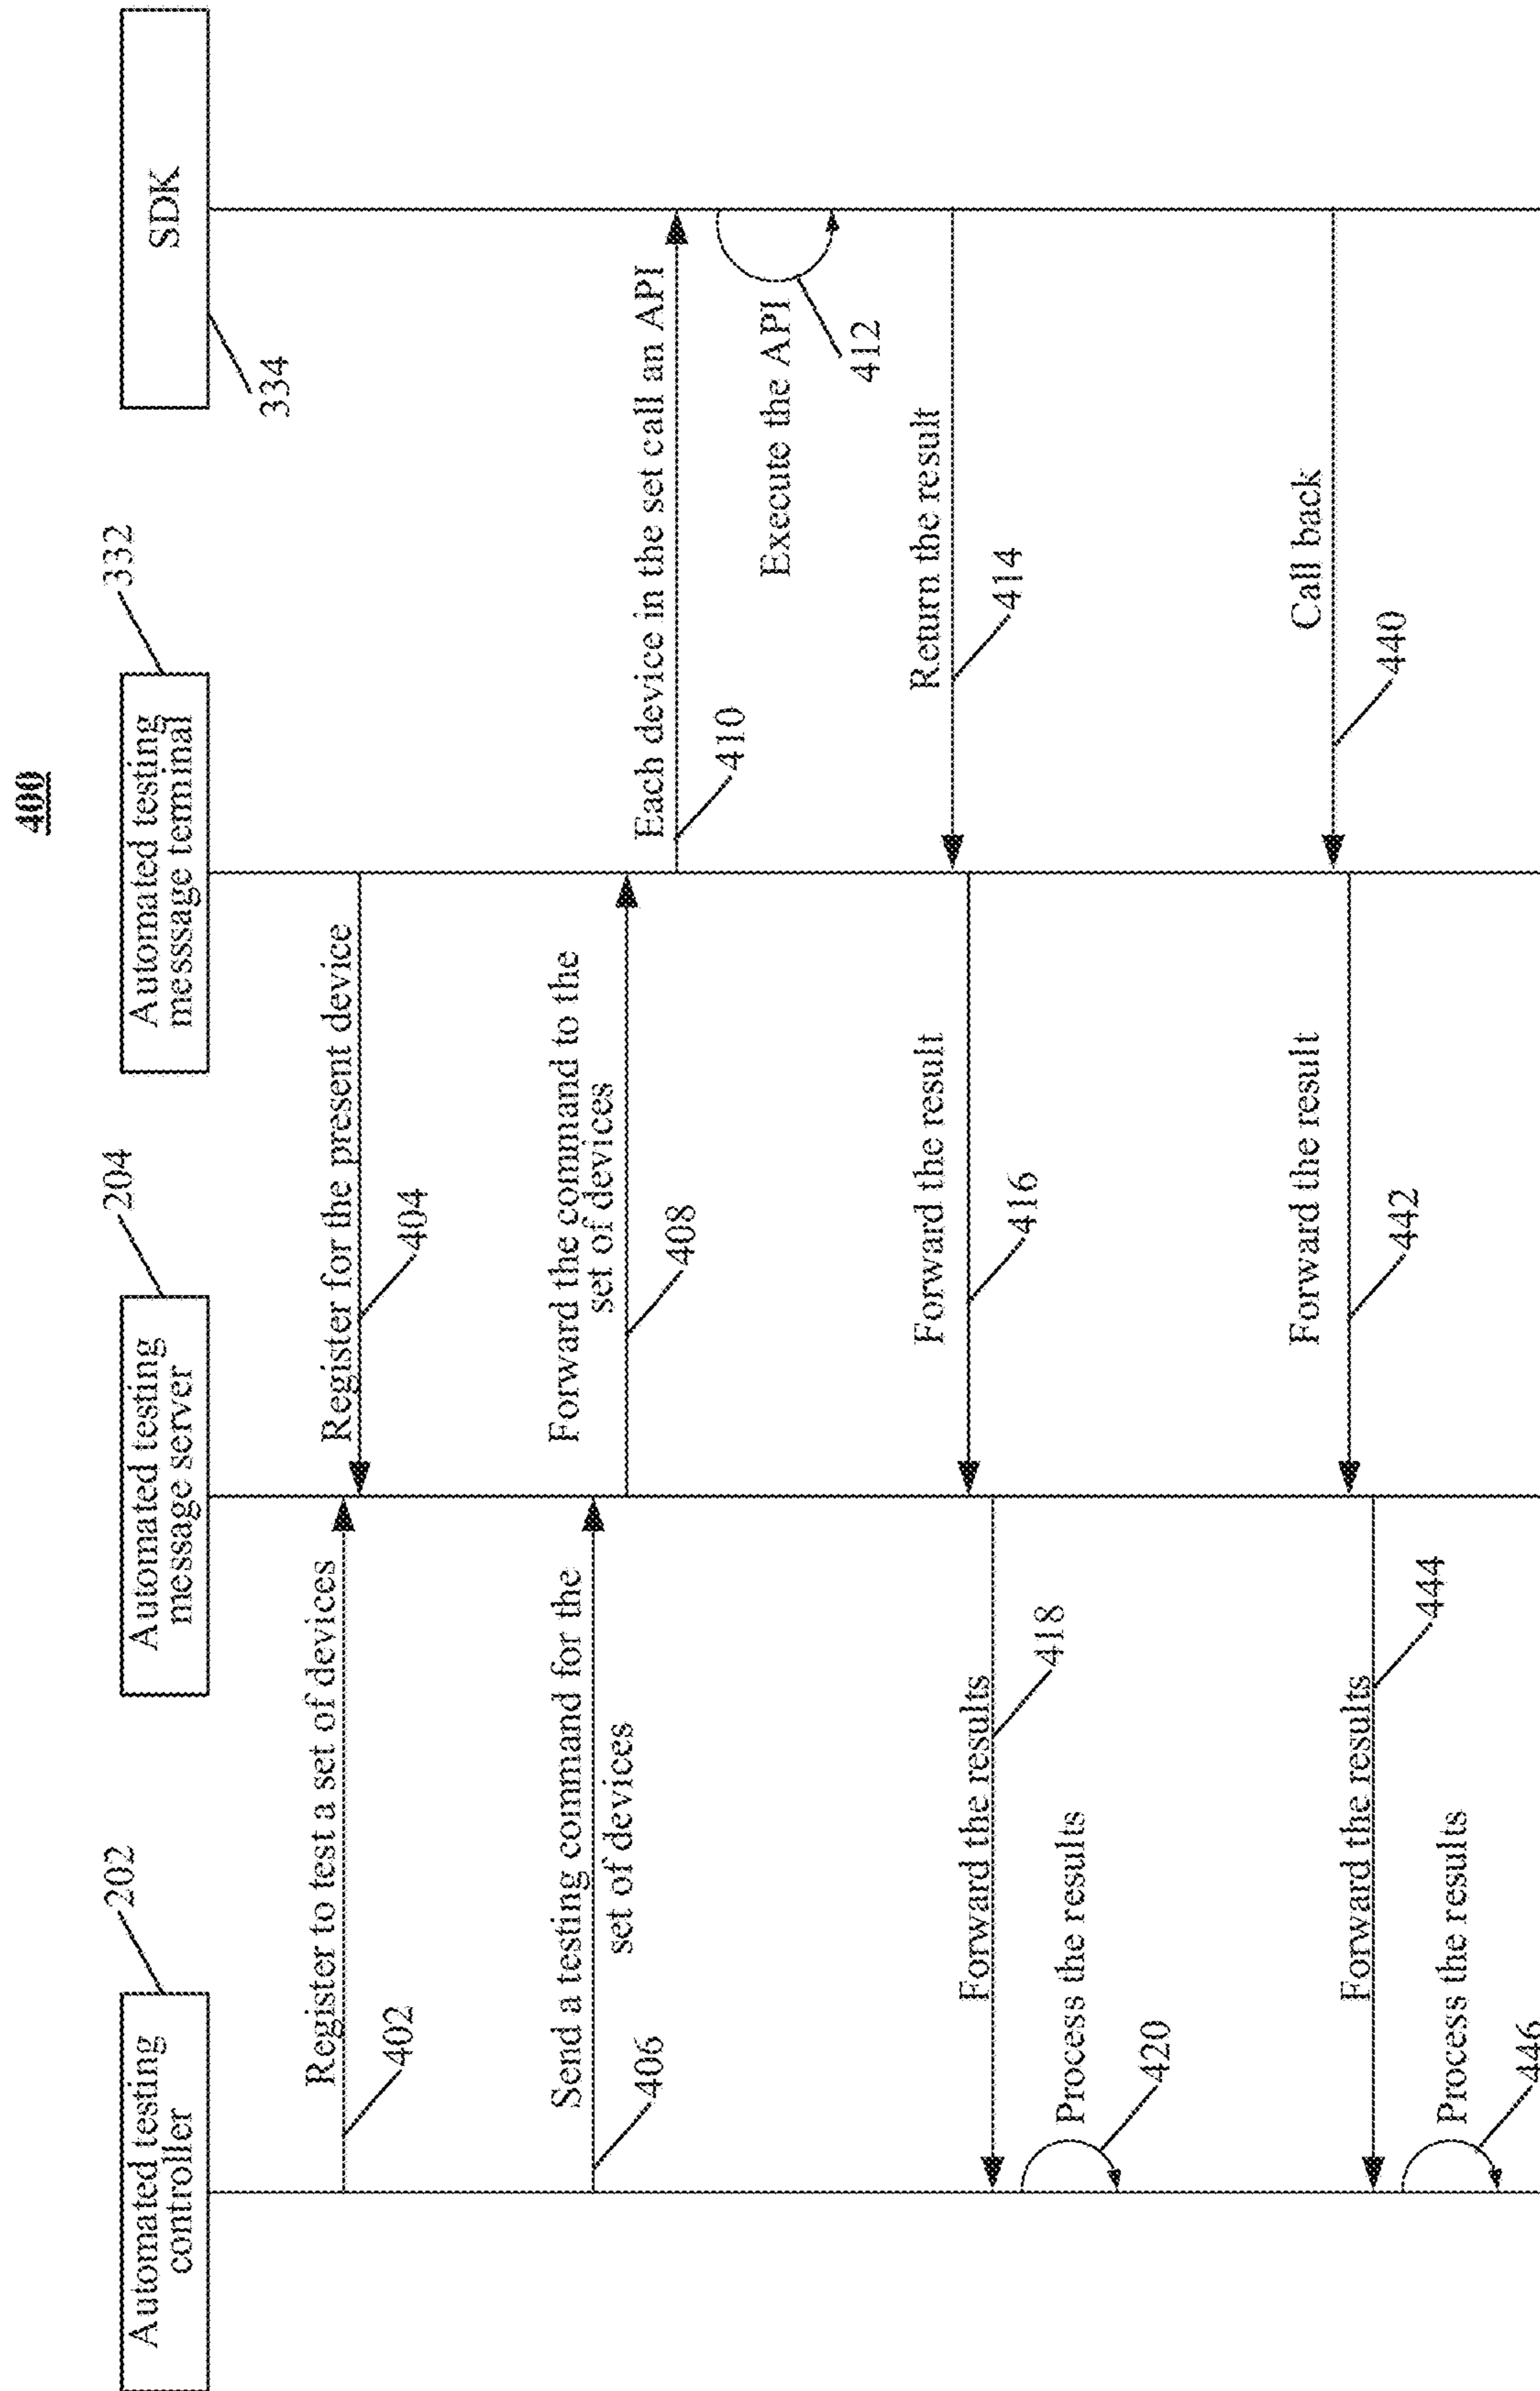 400
Automated testing
controller
202
Automated testing
message server
204
Automated testing
messsage terminal
332
SDK
334
Register to test a set of devices
402
Register for the present device
404
Send a testing command for the
set of devices
406
Forward the command to the
set of devices
408
Each device in the set call an API
410
Execute the API
412
Return the result
414
Forward the result
416
Forward the results
418
Process the results
420
Call back
440
Forward the result
442
Forward the results
444
Process the results
446